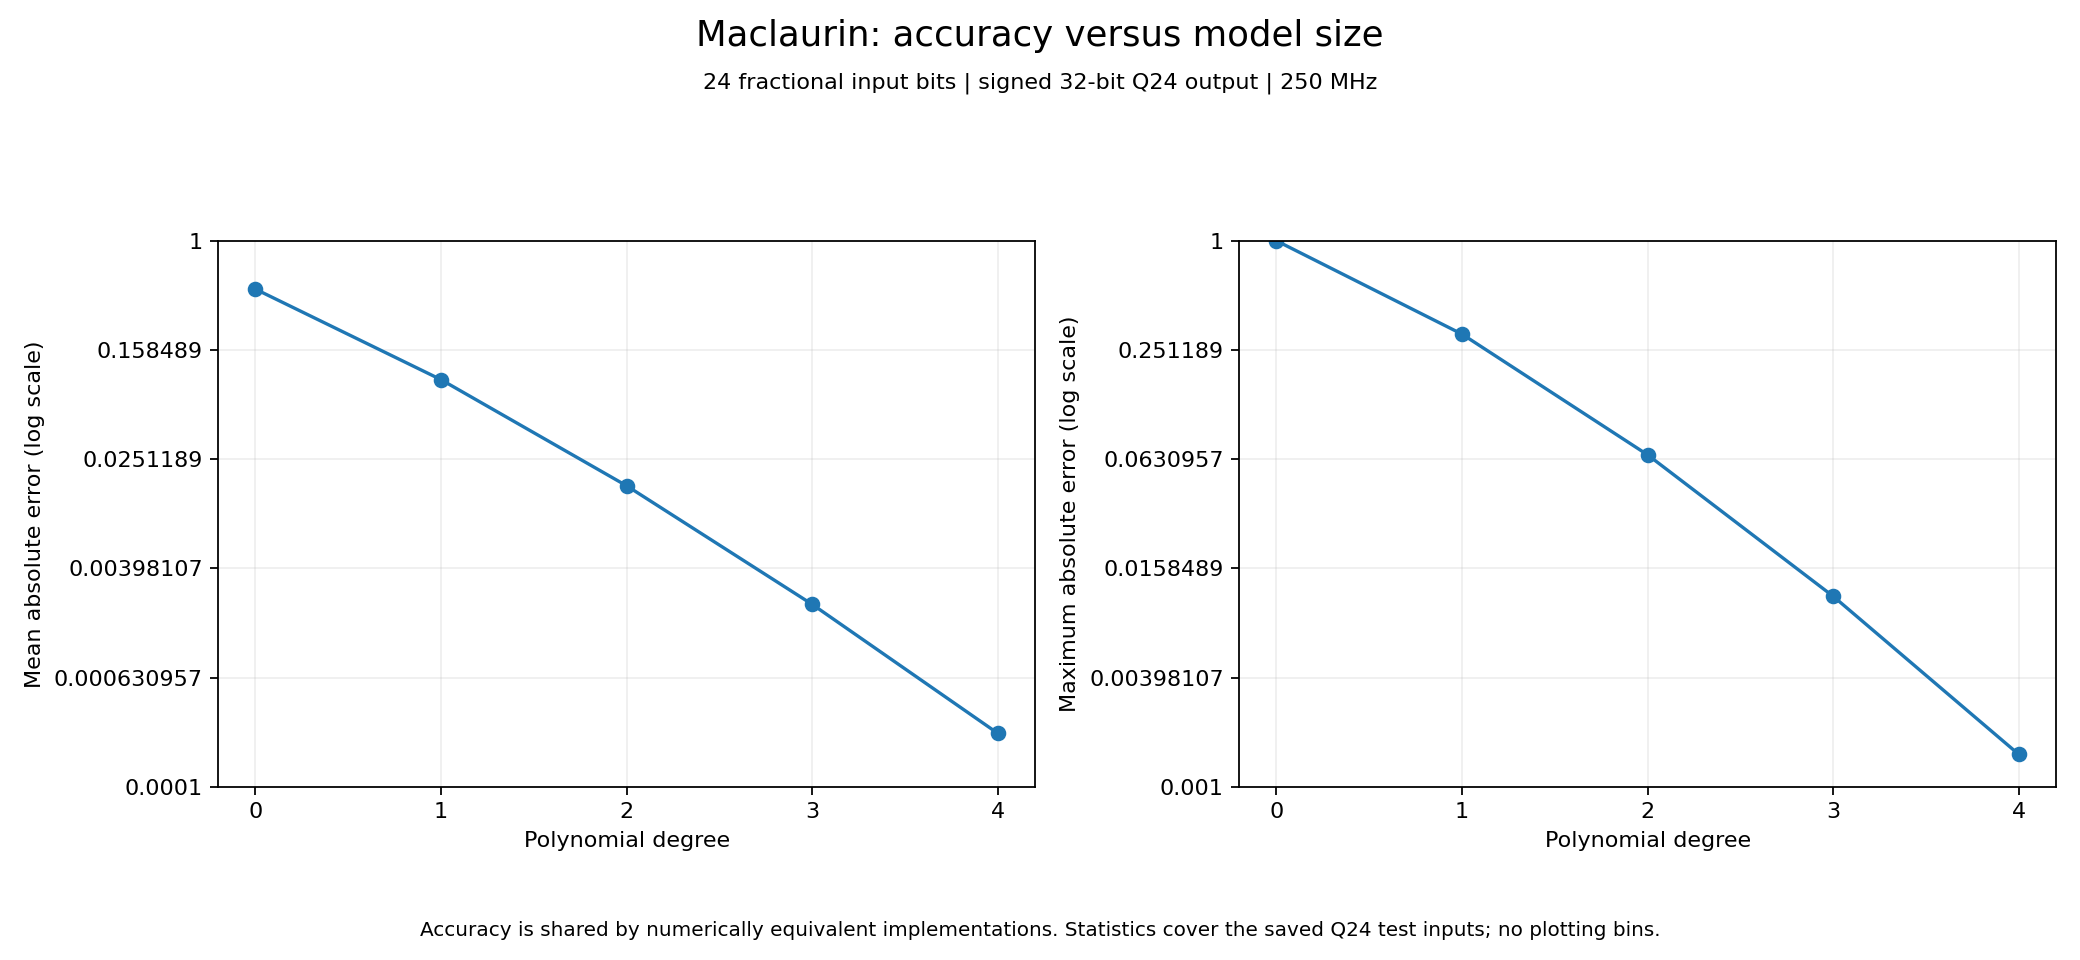 Maclaurin: accuracy versus model size
24 fractional input bits | signed 32-bit Q24 output | 250 MHz
Mean absolute error (log scale)
1
0.158489
0.0251189
0.00398107
0.000630957
0.0001
0 1 2 3 4
Polynomial degree
Maximum absolute error (log scale)
1
0.251189
0.0630957
0.0158489
0.00398107
0.001
0 1 2 3 4
Polynomial degree
Accuracy is shared by numerically equivalent implementations. Statistics cover the saved Q24 test inputs; no plotting bins.